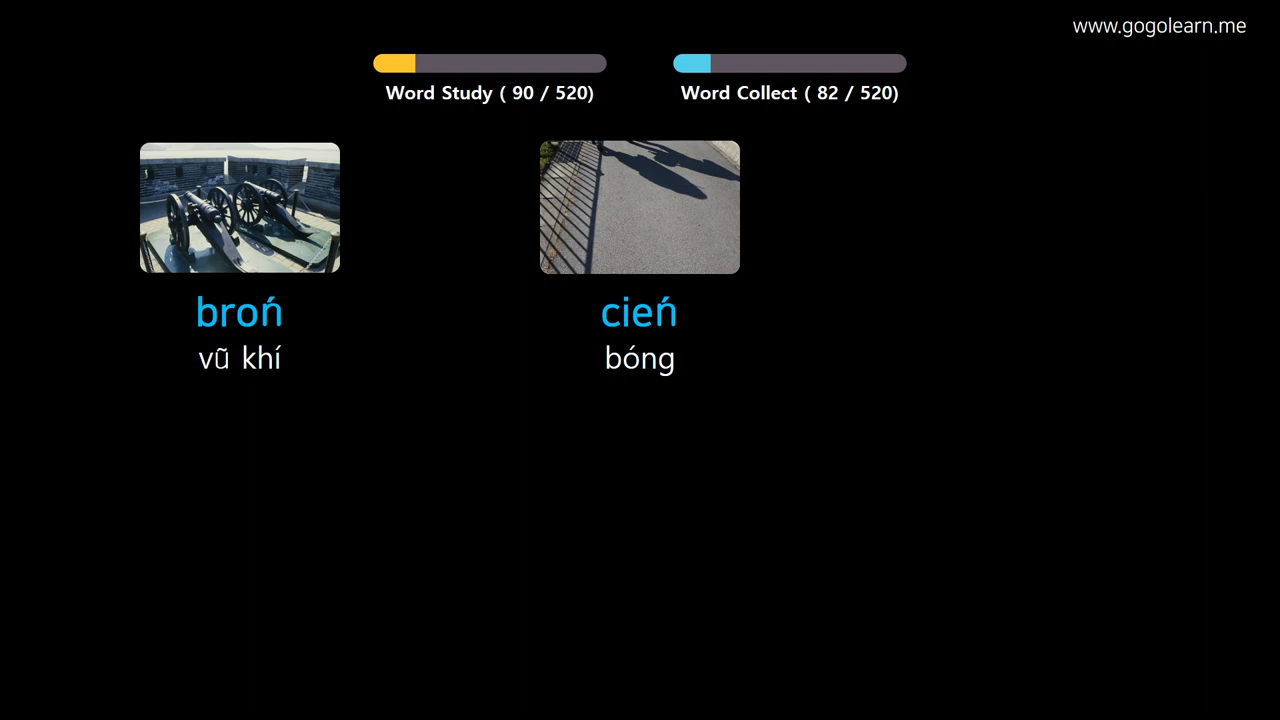 www.gogolearn.me
Word Study ( 90 / 520)
Word Collect ( 82 / 520)
broń
cień
vũ khí
bóng